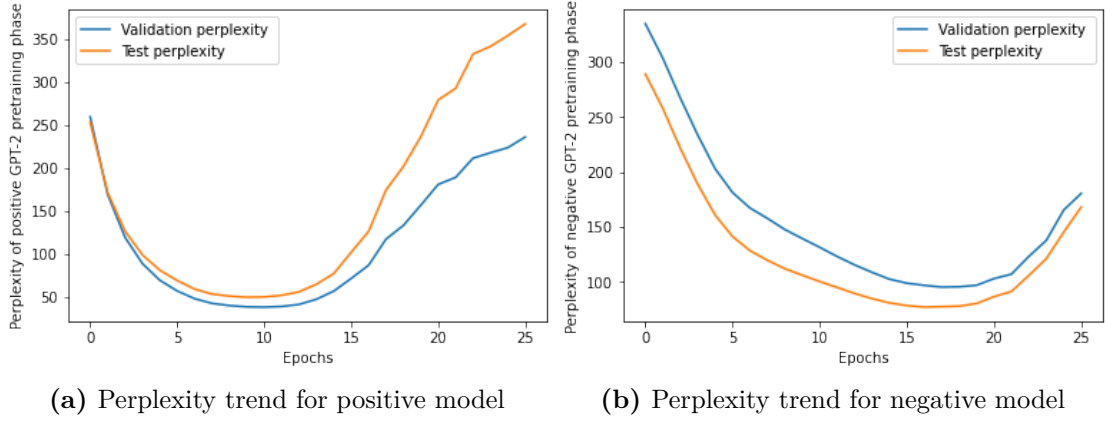 Perplexity of positive GPT-2 pretraining phase
350
300
250
200
150
100
50
Validation perplexity
Test perplexity
0
5
10
15
20
25
Epochs
(a) Perplexity trend for positive model
Perplexity of negative GPT-2 pretraining phase
300
250
200
150
100
Validation perplexity
Test perplexity
0
5
10
15
20
25
Epochs
(b) Perplexity trend for negative model